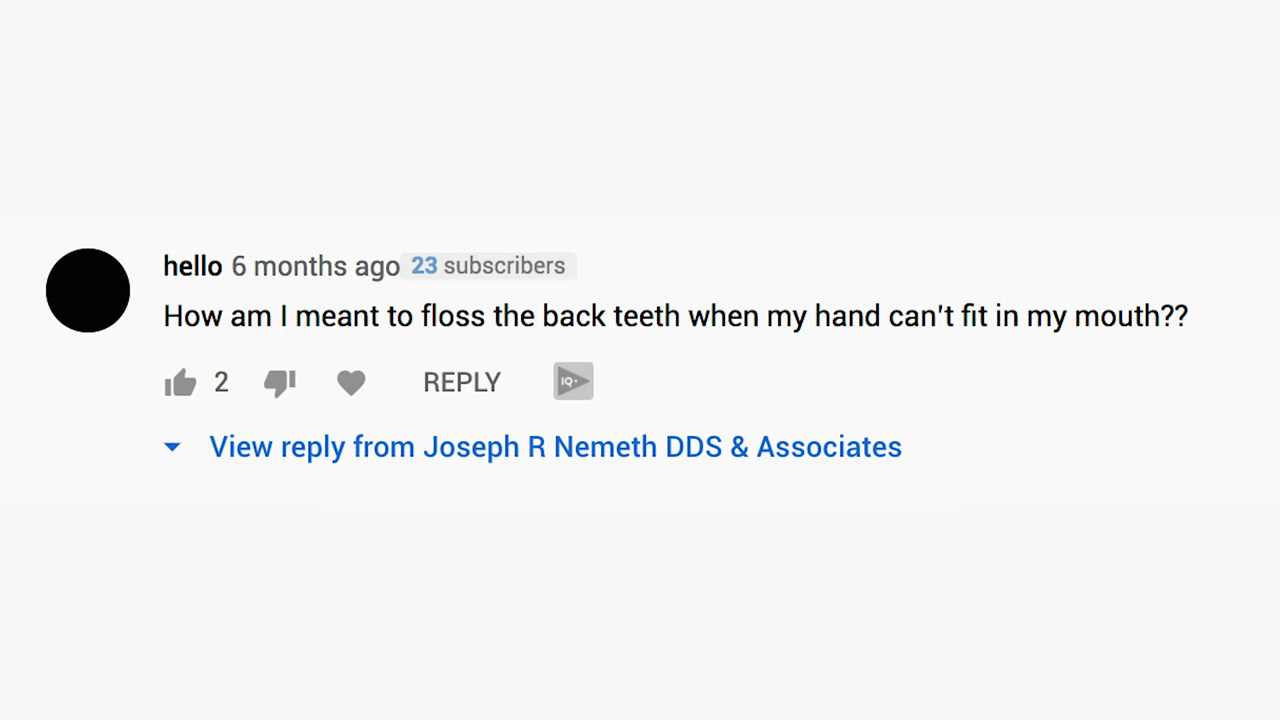 hello 6 months ago 23 subscribers
How am I meant to floss the back teeth when my hand can't fit in my mouth??
2 REPLY IQ+
View reply from Joseph R Nemeth DDS & Associates